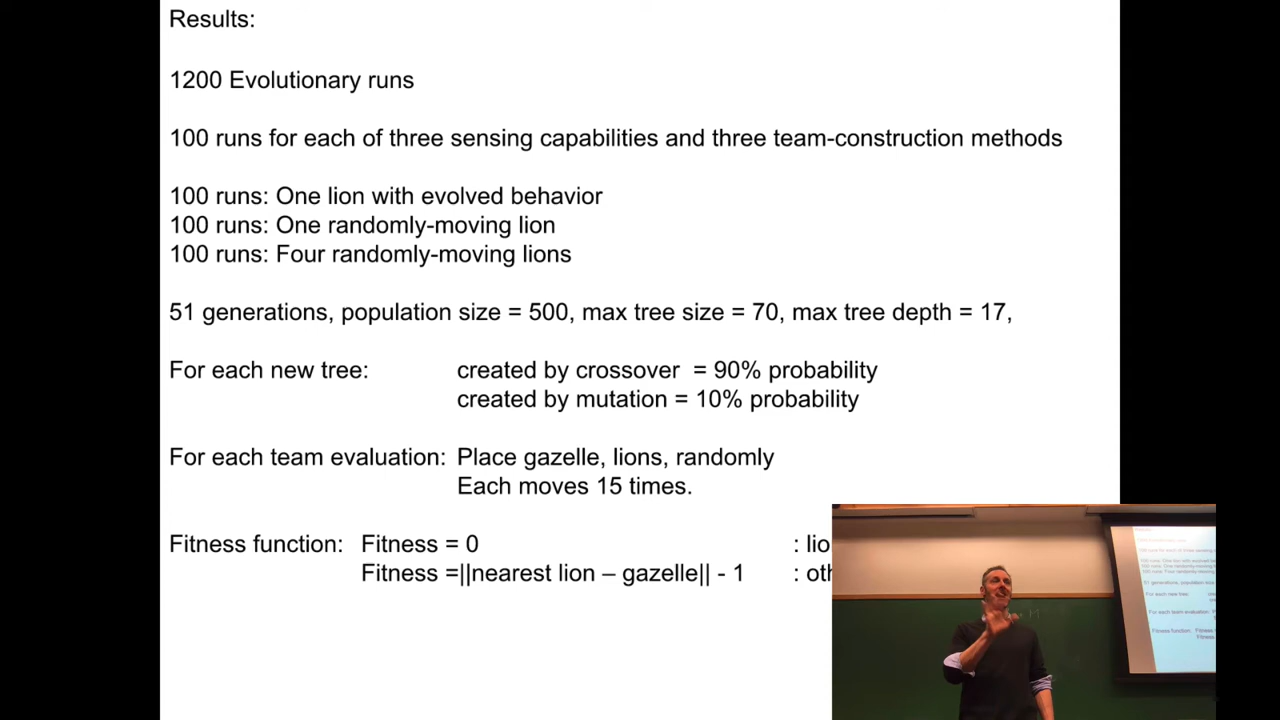 Results:
1200 Evolutionary runs
100 runs for each of three sensing capabilities and three team-construction methods
100 runs: One lion with evolved behavior
100 runs: One randomly-moving lion
100 runs: Four randomly-moving lions
51 generations, population size = 500, max tree size = 70, max tree depth = 17,
For each new tree: created by crossover = 90% probability
created by mutation = 10% probability
For each team evaluation: Place gazelle, lions, randomly
Each moves 15 times.
Fitness function: Fitness = 0 :
Fitness =||nearest lion – gazelle|| - 1 :